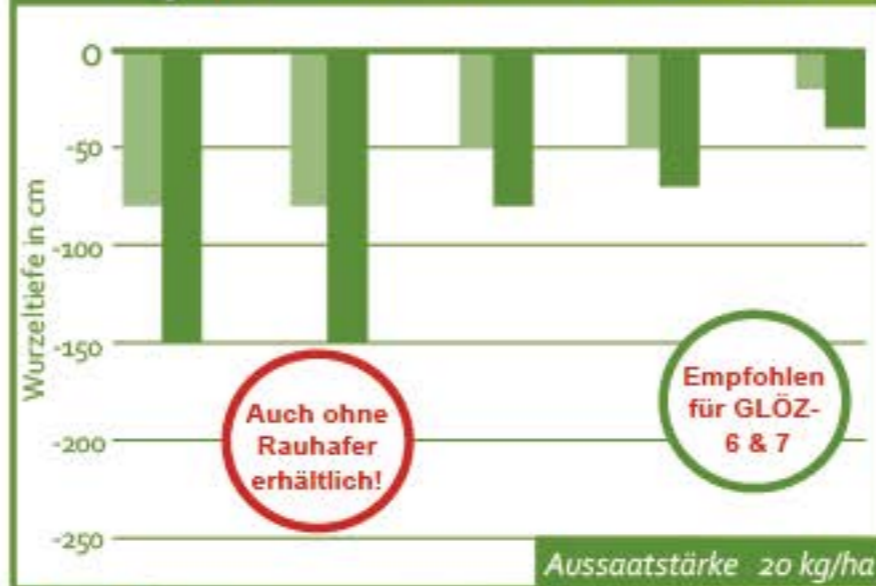 0
-50
-100
-150
-200
-250
Wurzeltiefe in cm
Auch ohne
Rauhafer
erhältlich!
Empfohlen
für GLÖZ-
6 & 7
Aussaatstärke 20 kg/ha